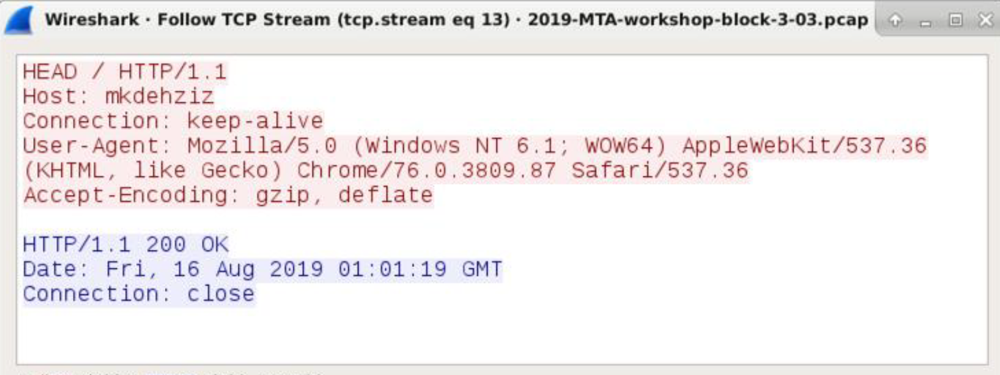 Wireshark · Follow TCP Stream (tcp.stream eq 13) · 2019-MTA-workshop-block-3-03.pcap
HEAD / HTTP/1.1
Host: mkdehziz
Connection: keep-alive
User-Agent: Mozilla/5.0 (Windows NT 6.1; WOW64) AppleWebKit/537.36
(KHTML, like Gecko) Chrome/76.0.3809.87 Safari/537.36
Accept-Encoding: gzip, deflate
HTTP/1.1 200 OK
Date: Fri, 16 Aug 2019 01:01:19 GMT
Connection: close